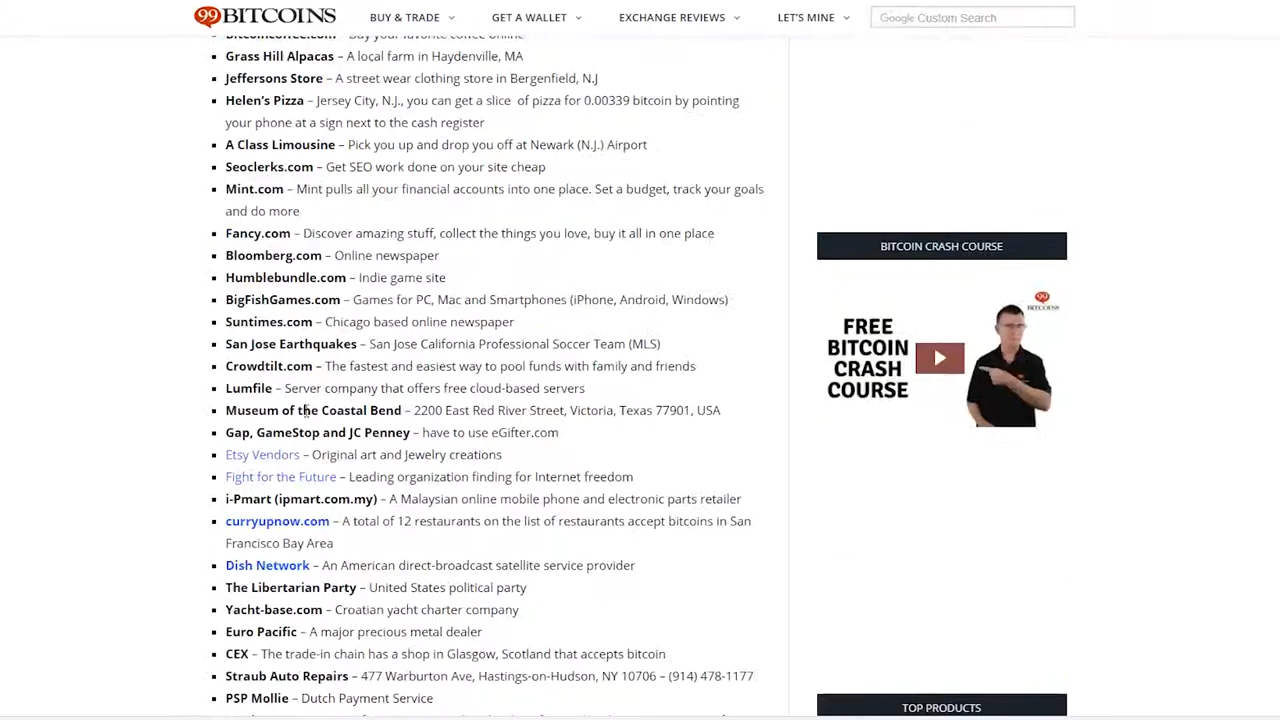 99BITCOINS
BUY & TRADE
GET A WALLET
EXCHANGE REVIEWS
LET'S MINE
Google Custom Search
Bitcoincoffee.com – Buy your favorite coffee online
Grass Hill Alpacas – A local farm in Haydenville, MA
Jeffersons Store – A street wear clothing store in Bergenfield, N.J
Helen's Pizza – Jersey City, N.J., you can get a slice of pizza for 0.00339 bitcoin by pointing
your phone at a sign next to the cash register
A Class Limousine – Pick you up and drop you off at Newark (N.J.) Airport
Seoclerks.com – Get SEO work done on your site cheap
Mint.com – Mint pulls all your financial accounts into one place. Set a budget, track your goals
and do more
Fancy.com – Discover amazing stuff, collect the things you love, buy it all in one place
Bloomberg.com – Online newspaper
Humblebundle.com – Indie game site
BigFishGames.com – Games for PC, Mac and Smartphones (iPhone, Android, Windows)
Suntimes.com – Chicago based online newspaper
San Jose Earthquakes – San Jose California Professional Soccer Team (MLS)
Crowdtilt.com – The fastest and easiest way to pool funds with family and friends
Lumfile – Server company that offers free cloud-based servers
Museum of the Coastal Bend – 2200 East Red River Street, Victoria, Texas 77901, USA
Gap, GameStop and JC Penney – have to use eGifter.com
Etsy Vendors – Original art and Jewelry creations
Fight for the Future – Leading organization finding for Internet freedom
i-Pmart (ipmart.com.my) – A Malaysian online mobile phone and electronic parts retailer
curryupnow.com – A total of 12 restaurants on the list of restaurants accept bitcoins in San
Francisco Bay Area
Dish Network – An American direct-broadcast satellite service provider
The Libertarian Party – United States political party
Yacht-base.com – Croatian yacht charter company
Euro Pacific – A major precious metal dealer
CEX – The trade-in chain has a shop in Glasgow, Scotland that accepts bitcoin
Straub Auto Repairs – 477 Warburton Ave, Hastings-on-Hudson, NY 10706 – (914) 478-1177
PSP Mollie – Dutch Payment Service
BITCOIN CRASH COURSE
99
BITCOINS
FREE
BITCOIN
CRASH
COURSE
TOP PRODUCTS